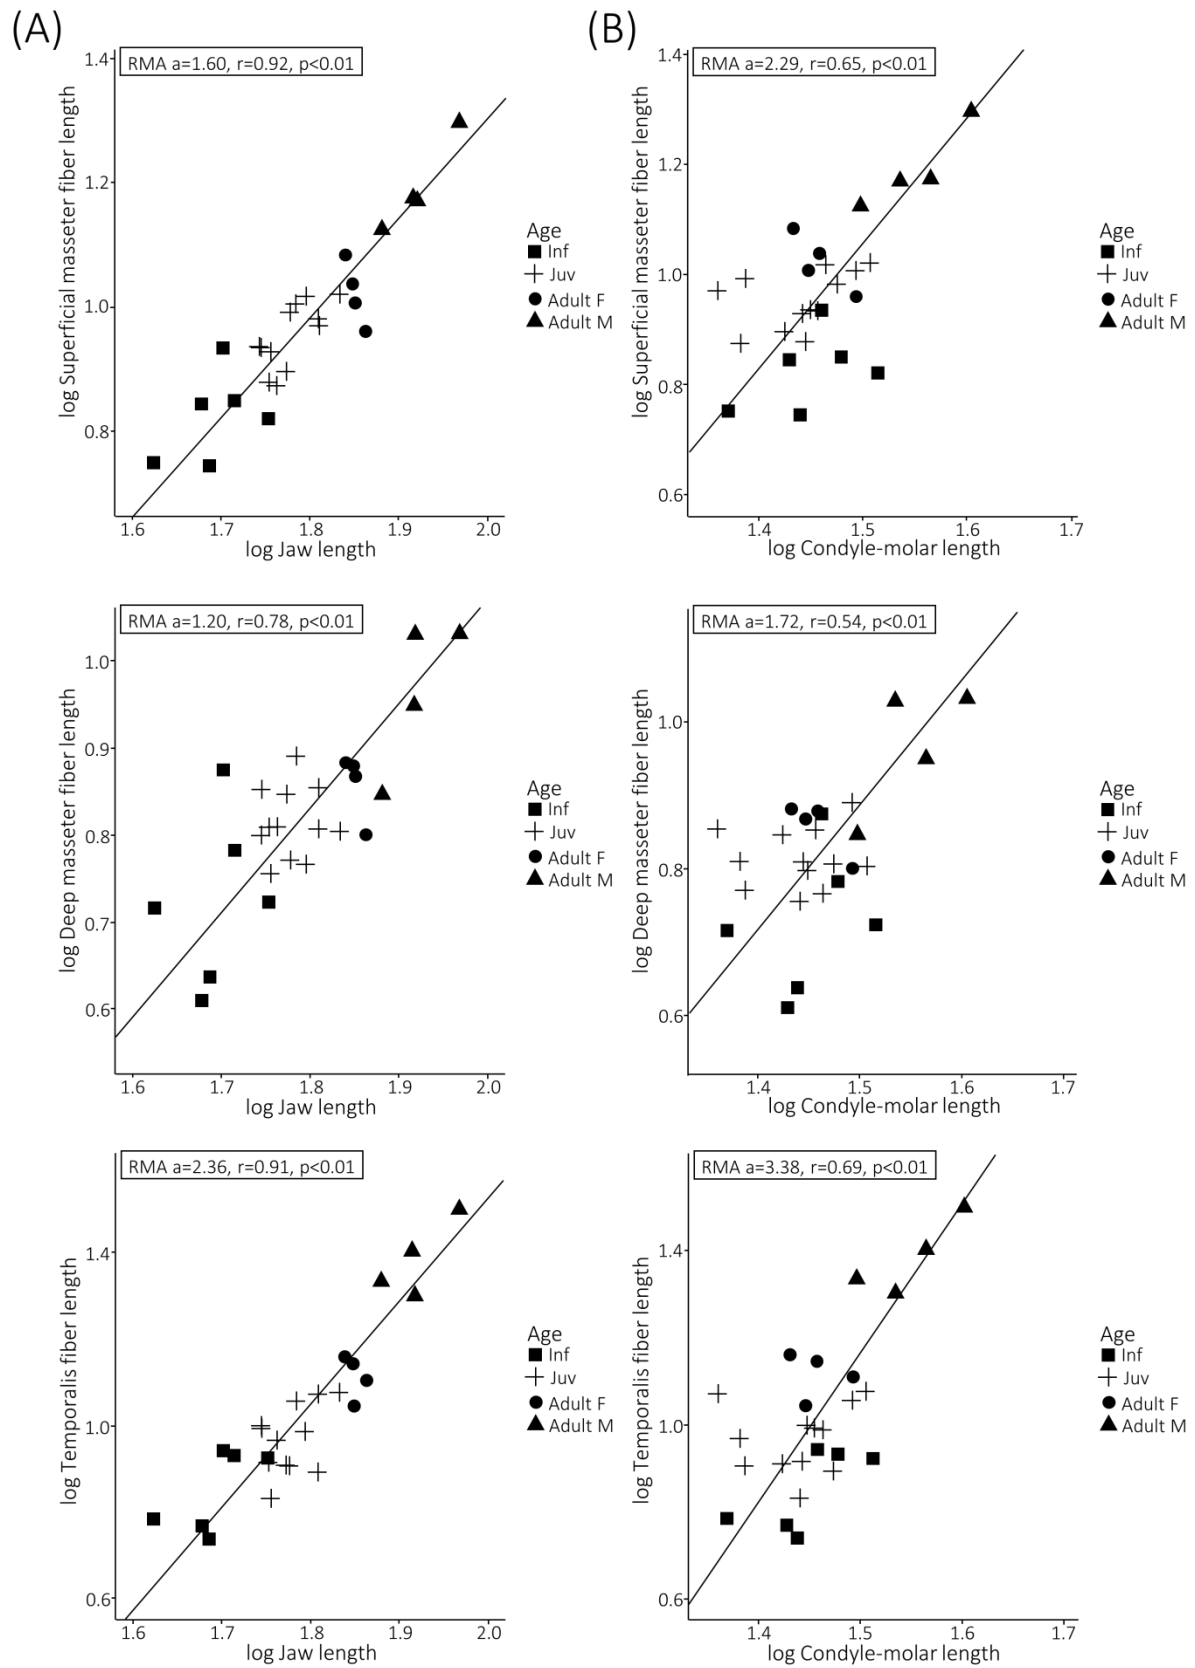 (A)
RMA a=1.60, r=0.92, p<0.01
log Superficial masseter fiber length
1.4
1.2
1.0
0.8
1.6 1.7 1.8 1.9 2.0
log Jaw length
Age
Inf
Juv
Adult F
Adult M
(B)
RMA a=2.29, r=0.65, p<0.01
log Superficial masseter fiber length
1.4
1.2
1.0
0.8
0.6
1.4 1.5 1.6 1.7
log Condyle-molar length
Age
Inf
Juv
Adult F
Adult M
RMA a=1.20, r=0.78, p<0.01
log Deep masseter fiber length
1.0
0.9
0.8
0.7
0.6
1.6 1.7 1.8 1.9 2.0
log Jaw length
Age
Inf
Juv
Adult F
Adult M
RMA a=1.72, r=0.54, p<0.01
log Deep masseter fiber length
1.0
0.8
0.6
1.4 1.5 1.6 1.7
log Condyle-molar length
Age
Inf
Juv
Adult F
Adult M
RMA a=2.36, r=0.91, p<0.01
log Temporalis fiber length
1.4
1.0
0.6
1.6 1.7 1.8 1.9 2.0
log Jaw length
Age
Inf
Juv
Adult F
Adult M
RMA a=3.38, r=0.69, p<0.01
log Temporalis fiber length
1.4
1.0
0.6
1.4 1.5 1.6 1.7
log Condyle-molar length
Age
Inf
Juv
Adult F
Adult M